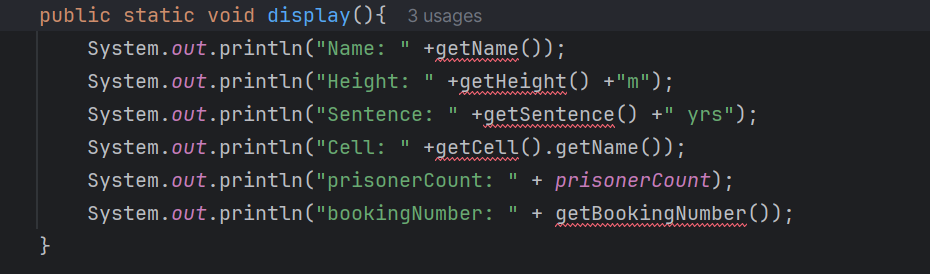 public static void display(){ 3 usages
System.out.println("Name: " +getName());
System.out.println("Height: " +getHeight() +"m");
System.out.println("Sentence: " +getSentence() +" yrs");
System.out.println("Cell: " +getCell().getName());
System.out.println("prisonerCount: " + prisonerCount);
System.out.println("bookingNumber: " + getBookingNumber());
}